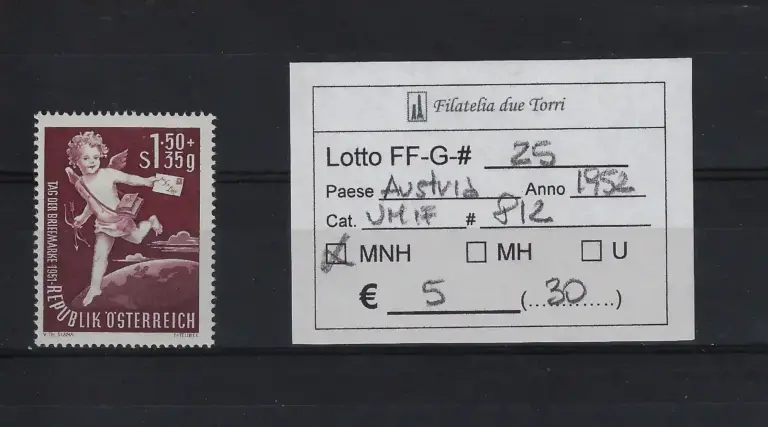 S1·50+
35g
TAG DER BRIEFMARKE 1951·
REPUBLIK ÖSTERREICH
Filatelia due Torri
Lotto FF-G-# 25
Paese Austria Anno 1952
Cat. UNIF # 812
MNH MH U
€ 5 (...30......)